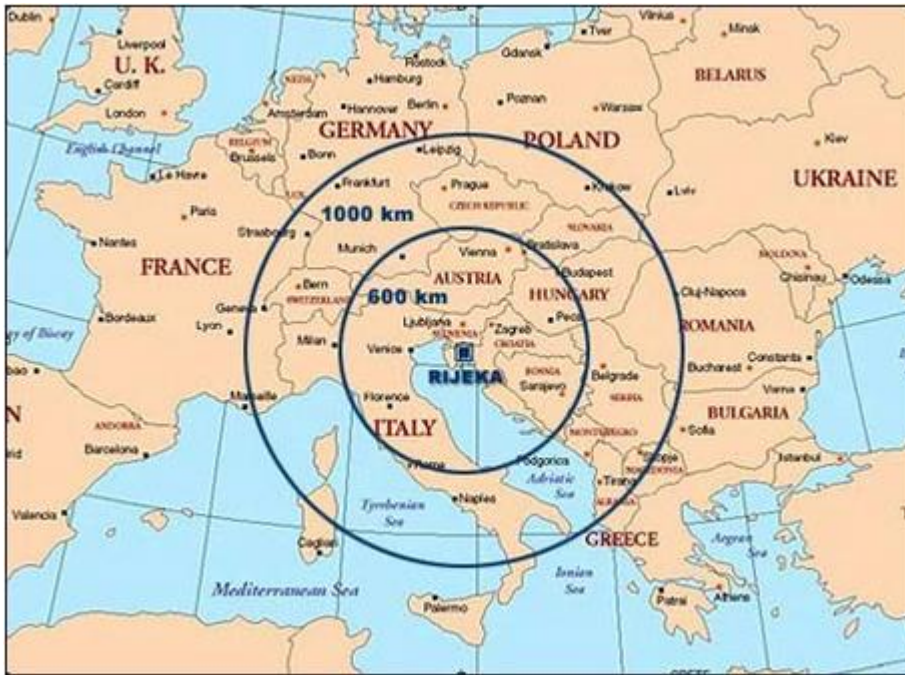 Dublin
Liverpool
U. K.
Cardiff
London
English Channel
Vilnius
Minsk
Tver
BELARUS
Gdansk
Rostock
Hamburg
Amsterdam
Hannover
Berlin
Poznan
Warsaw
GERMANY
POLAND
BELGIUM
Brussels
Bonn
Leipzig
Kiev
UKRAINE
Le Havre
LUX.
Frankfurt
Prague
CZECH REPUBLIC
Krakow
Lviv
Paris
1000 km
Strasbourg
SLOVAKIA
Nantes
Munich
Vienna
Bratislava
MOLDOVA
FRANCE
AUSTRIA
Budapest
Chisinau
Odessa
Bern
SWITZERLAND
600 km
HUNGARY
Cluj-Napoca
Geneva
Bordeaux
Lyon
Ljubljana
Zagreb
Pecs
ROMANIA
Milan
Venice
CROATIA
RIJEKA
BOSNIA
Sarajevo
Belgrade
Bucharest
Constanta
SERBIA
Marseille
Florence
Varna
BULGARIA
ANDORRA
ITALY
MONTENEGRO
Sofia
Barcelona
Rome
Podgorica
Istanbul
Adriatic
Sea
Tyrrhenian
Sea
Naples
Valencia
GREECE
Cagliari
Aegean
Sea
Ionian
Sea
Mediterranean Sea
Palermo
Patrai
Athens